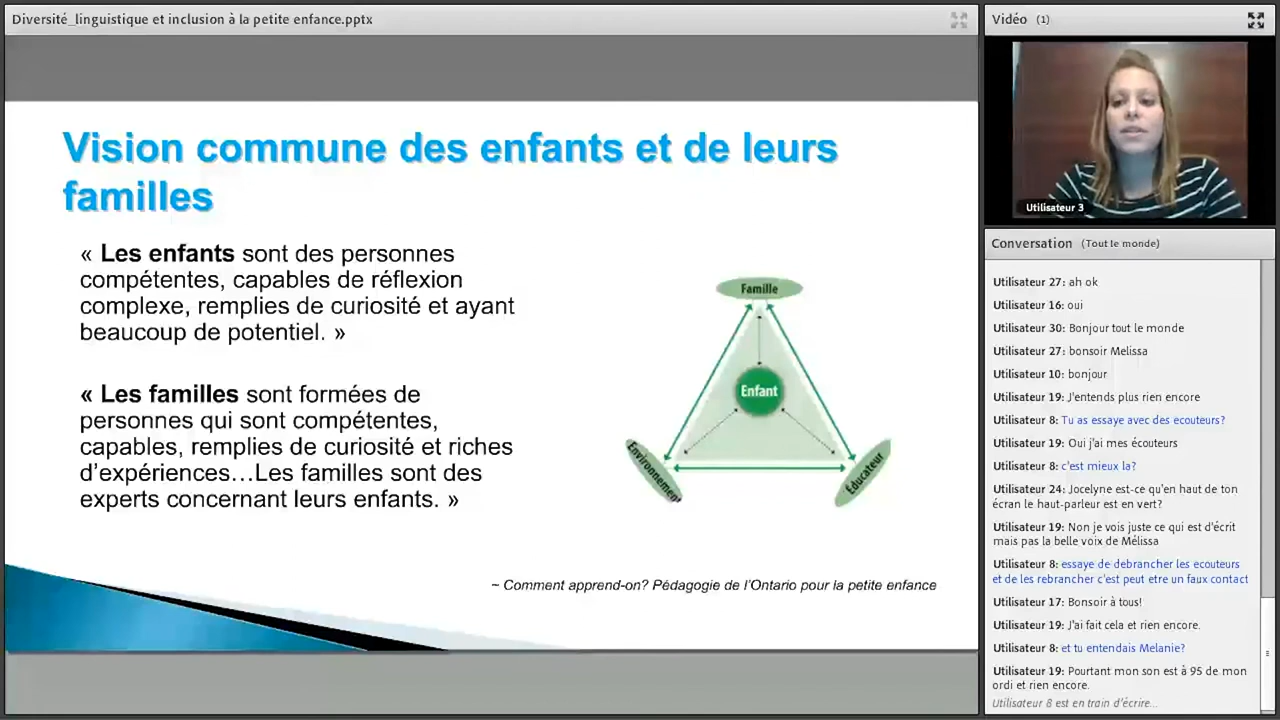 Diversité_linguistique et inclusion à la petite enfance.pptx
Vision commune des enfants et de leurs
familles
« Les enfants sont des personnes
compétentes, capables de réflexion
complexe, remplies de curiosité et ayant
beaucoup de potentiel. »
« Les familles sont formées de
personnes qui sont compétentes,
capables, remplies de curiosité et riches
d'expériences…Les familles sont des
experts concernant leurs enfants. »
Famille
Enfant
Environnement
Éducateur
~ Comment apprend-on? Pédagogie de l'Ontario pour la petite enfance
Vidéo (1)
Utilisateur 3
Conversation (Tout le monde)
Utilisateur 27: ah ok
Utilisateur 16: oui
Utilisateur 30: Bonjour tout le monde
Utilisateur 27: bonsoir Melissa
Utilisateur 10: bonjour
Utilisateur 19: J'entends plus rien encore
Utilisateur 8: Tu as essaye avec des ecouteurs?
Utilisateur 19: Oui j'ai mes écouteurs
Utilisateur 8: c'est mieux la?
Utilisateur 24: Jocelyne est-ce qu'en haut de ton
écran le haut-parleur est en vert?
Utilisateur 19: Non je vois juste ce qui est d'écrit
mais pas la belle voix de Mélissa
Utilisateur 8: essaye de debrancher les ecouteurs
et de les rebrancher c'est peut etre un faux contact
Utilisateur 17: Bonsoir à tous!
Utilisateur 19: J'ai fait cela et rien encore.
Utilisateur 8: et tu entendais Melanie?
Utilisateur 19: Pourtant mon son est à 95 de mon
ordi et rien encore.
Utilisateur 8 est en train d'écrire...